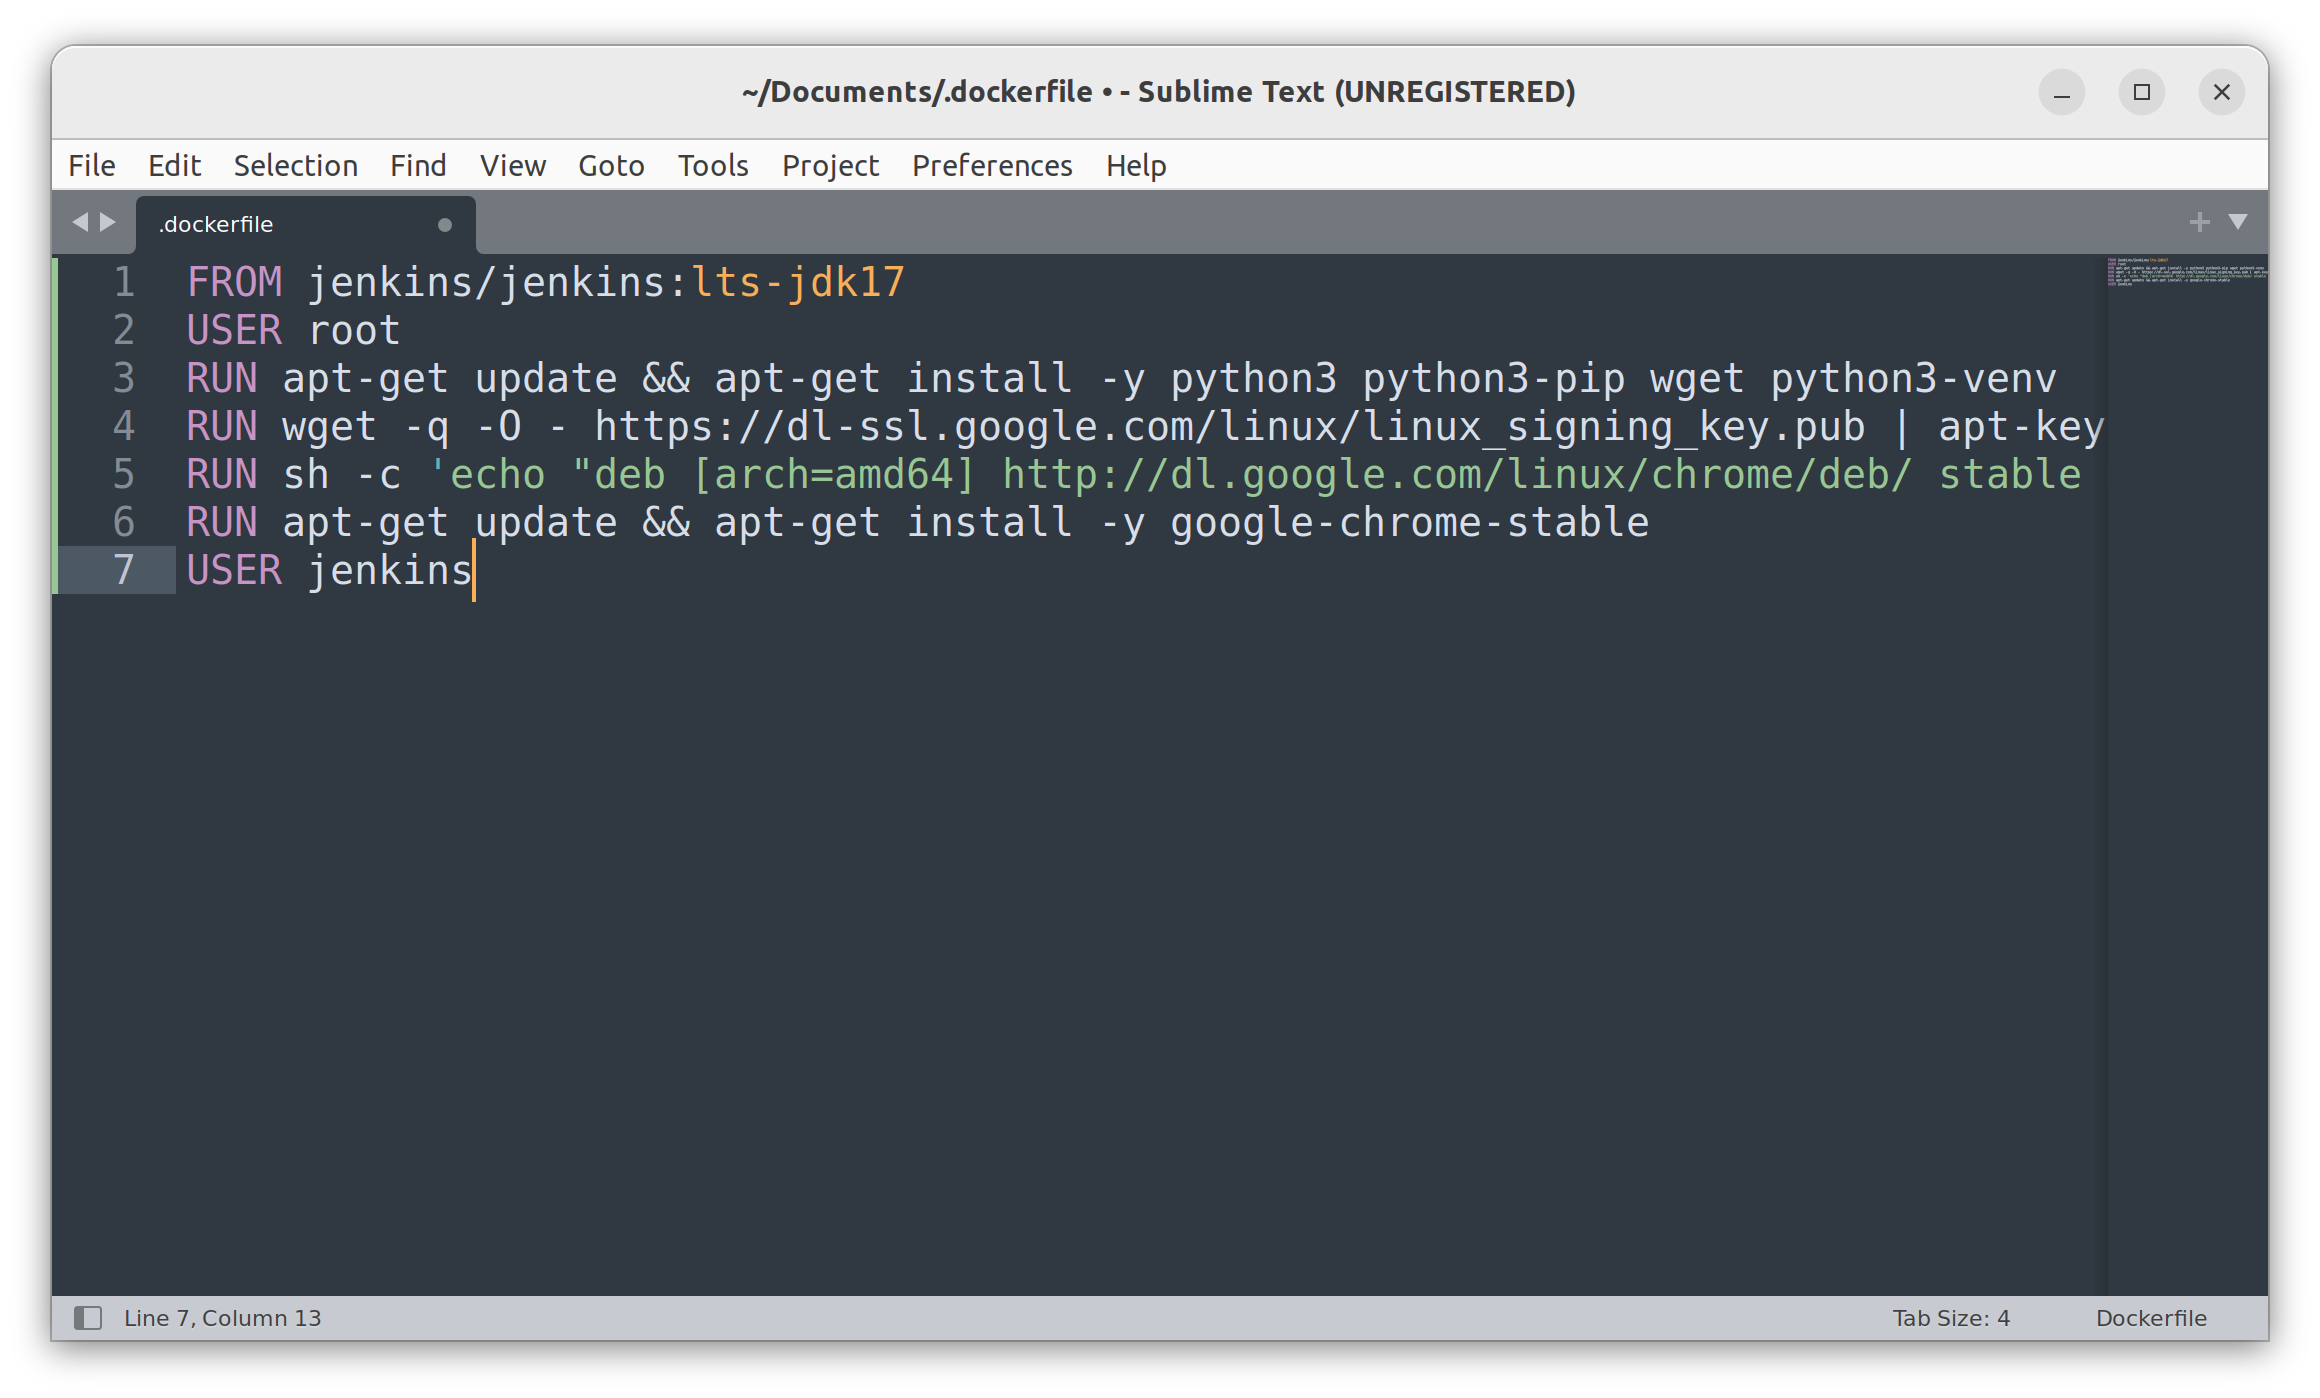 ~/Documents/.dockerfile • - Sublime Text (UNREGISTERED)
File Edit Selection Find View Goto Tools Project Preferences Help
.dockerfile
1 FROM jenkins/jenkins:lts-jdk17
2 USER root
3 RUN apt-get update && apt-get install -y python3 python3-pip wget python3-venv
4 RUN wget -q -O - https://dl-ssl.google.com/linux/linux_signing_key.pub | apt-key
5 RUN sh -c 'echo "deb [arch=amd64] http://dl.google.com/linux/chrome/deb/ stable
6 RUN apt-get update && apt-get install -y google-chrome-stable
7 USER jenkins
Line 7, Column 13 Tab Size: 4 Dockerfile